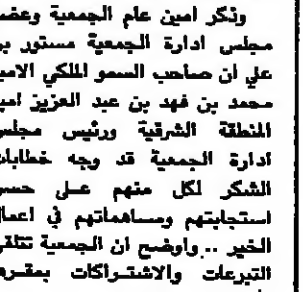 وذكر امين عام الجمعية وعضو
مجلس ادارة الجمعية مستور بن
علي ان صاحب السمو الملكي الامير
محمد بن فهد بن عبد العزيز امير
المنطقة الشرقية ورئيس مجلس
ادارة الجمعية قد وجه خطابات
الشكر لكل منهم على حسن
استجابتهم ومساهماتهم في اعمال
الخير .. واوضح ان الجمعية تتلقى
التبرعات والاشتراكات بمقرها